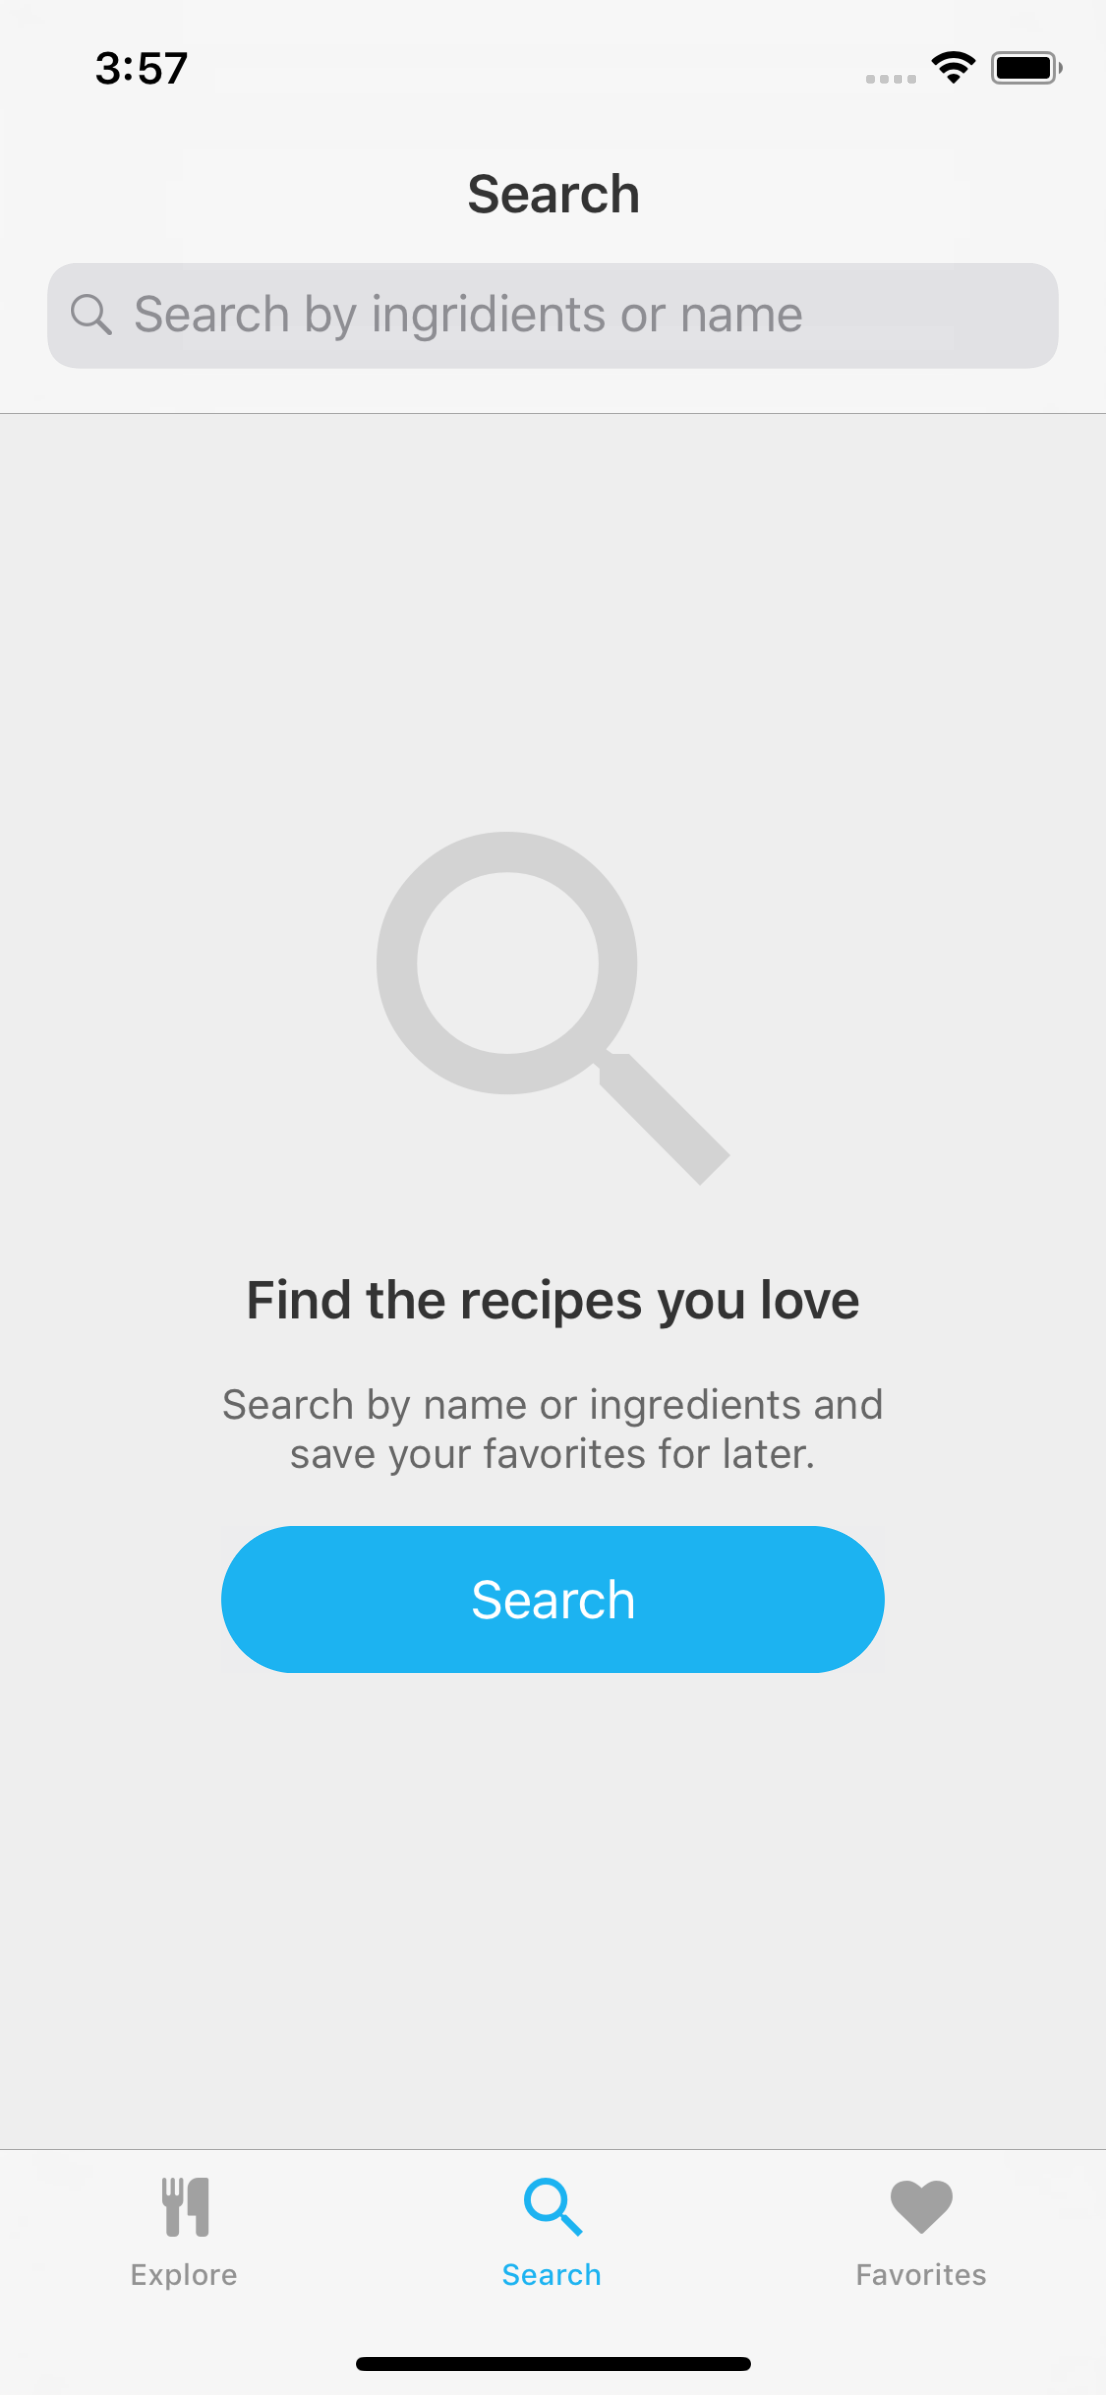 3:57
Search
Search by ingridients or name
Find the recipes you love
Search by name or ingredients and
save your favorites for later.
Search
Explore
Search
Favorites